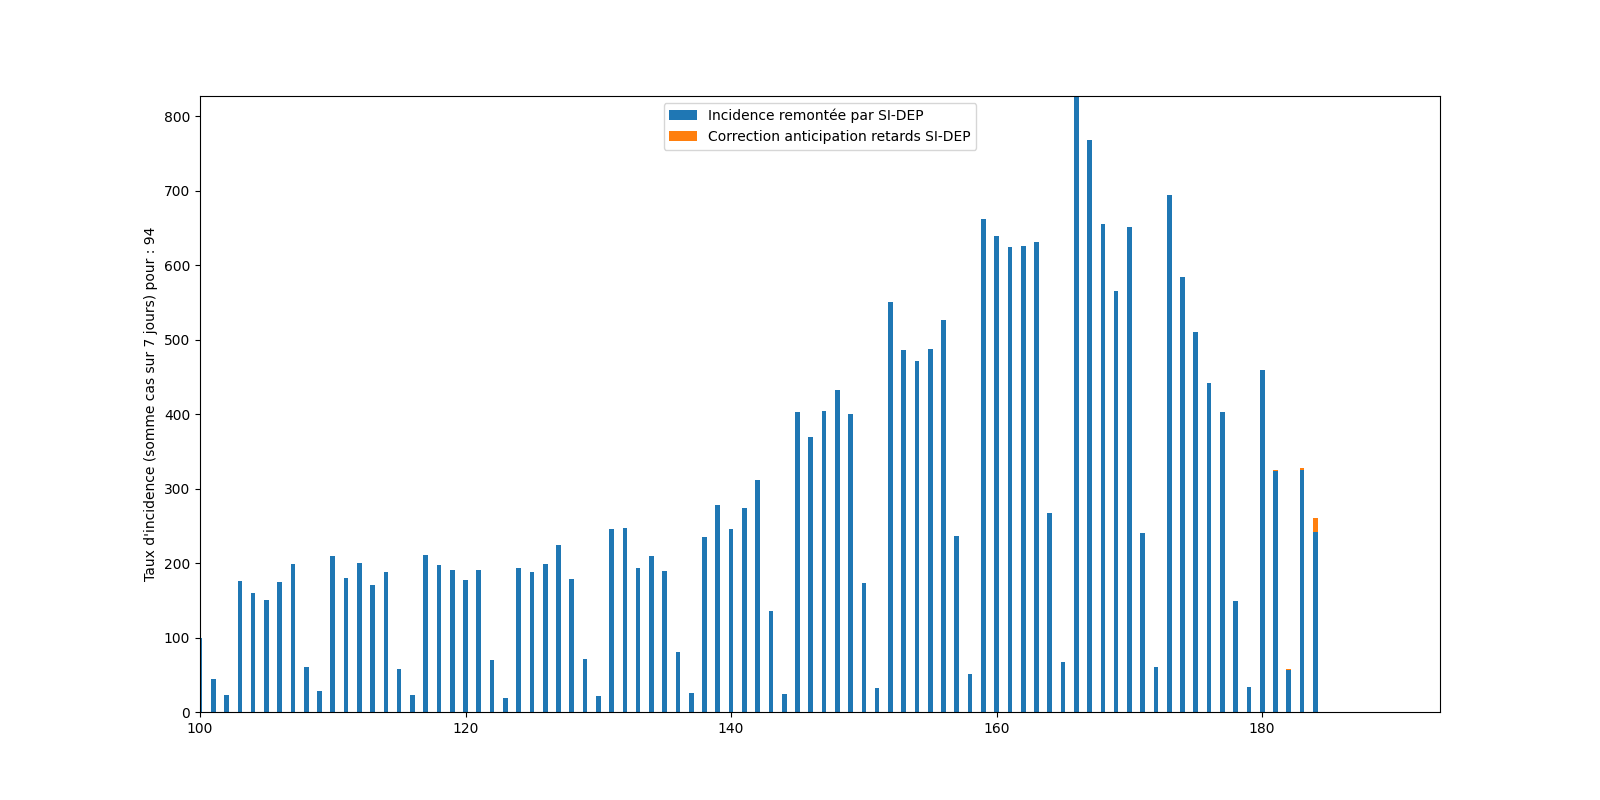 Incidence remontée par SI-DEP
Correction anticipation retards SI-DEP
Taux d'incidence (somme cas sur 7 jours) pour : 94
800
700
600
500
400
300
200
100
0
100 120 140 160 180